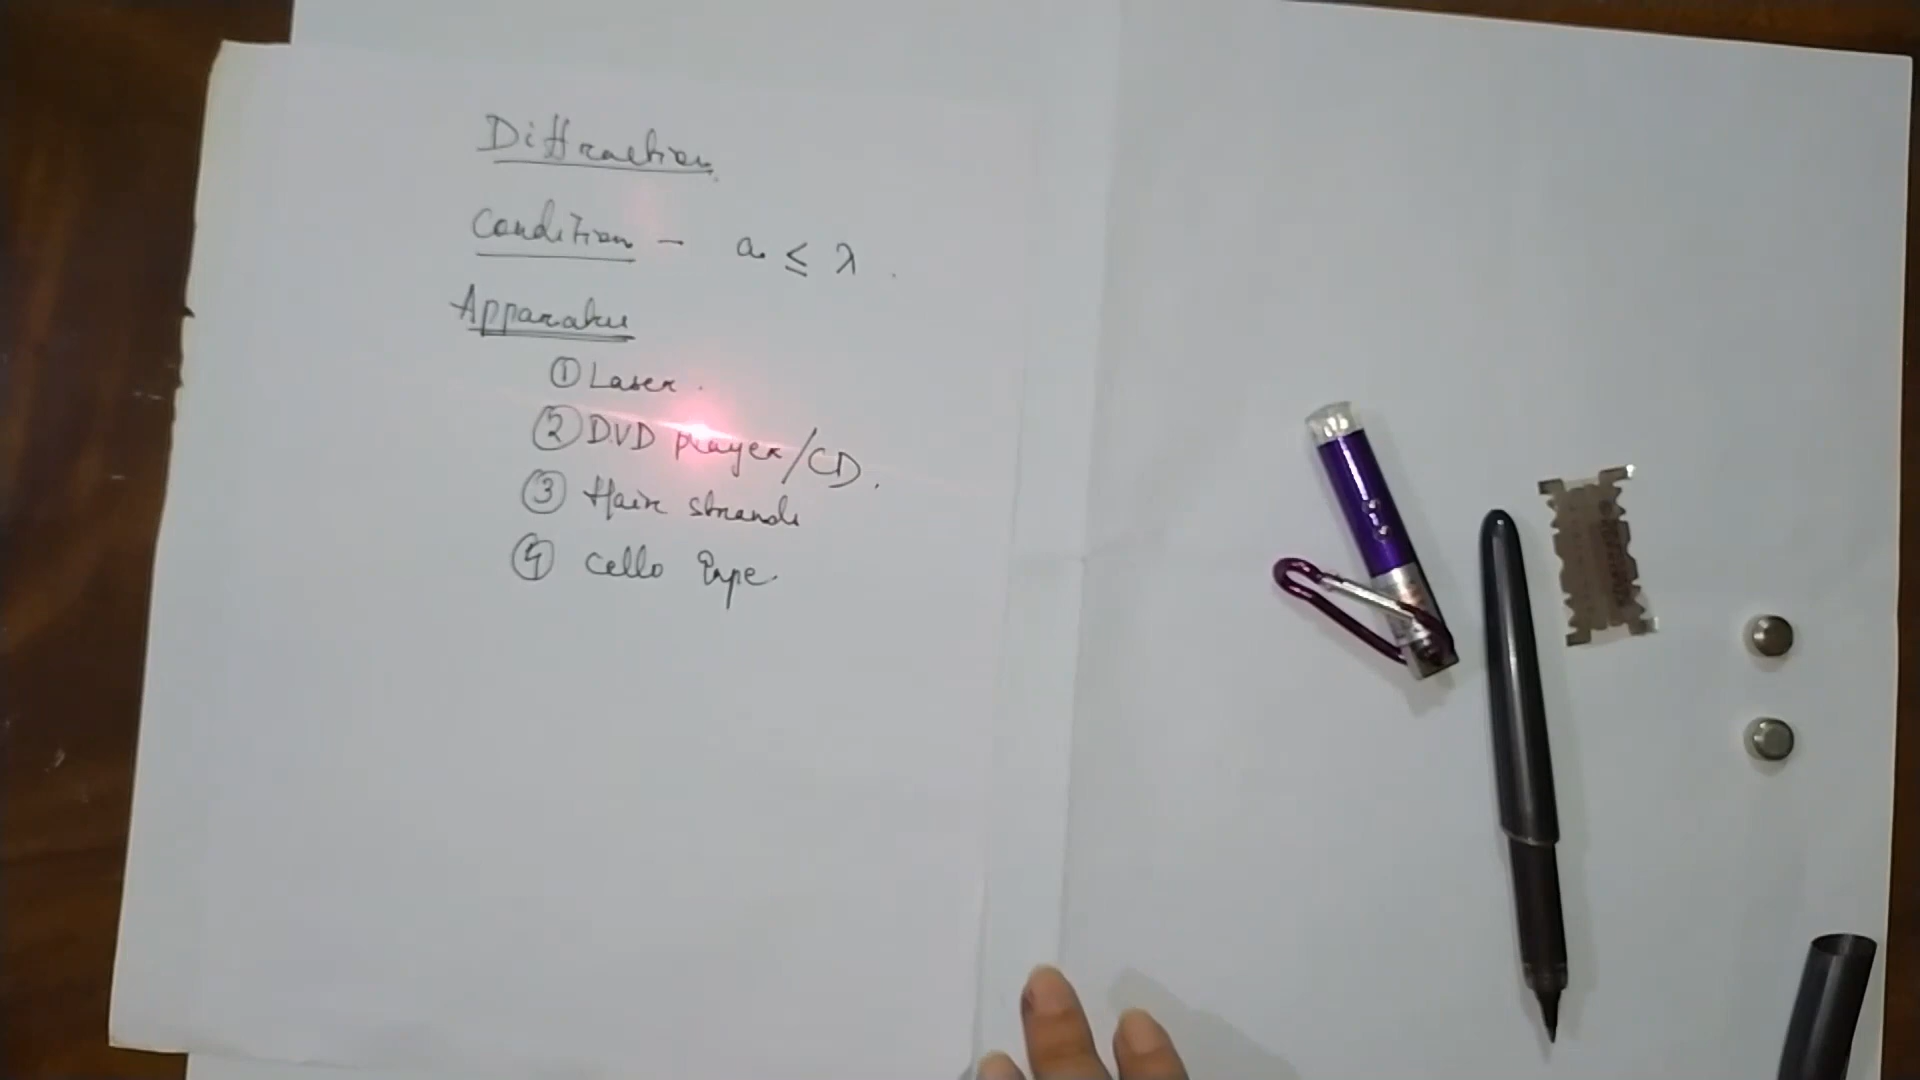 Diffraction
Condition - a ≤ λ.
Apparatus
① Laser.
② DVD player/CD.
③ Hair strands
④ Cello Tape